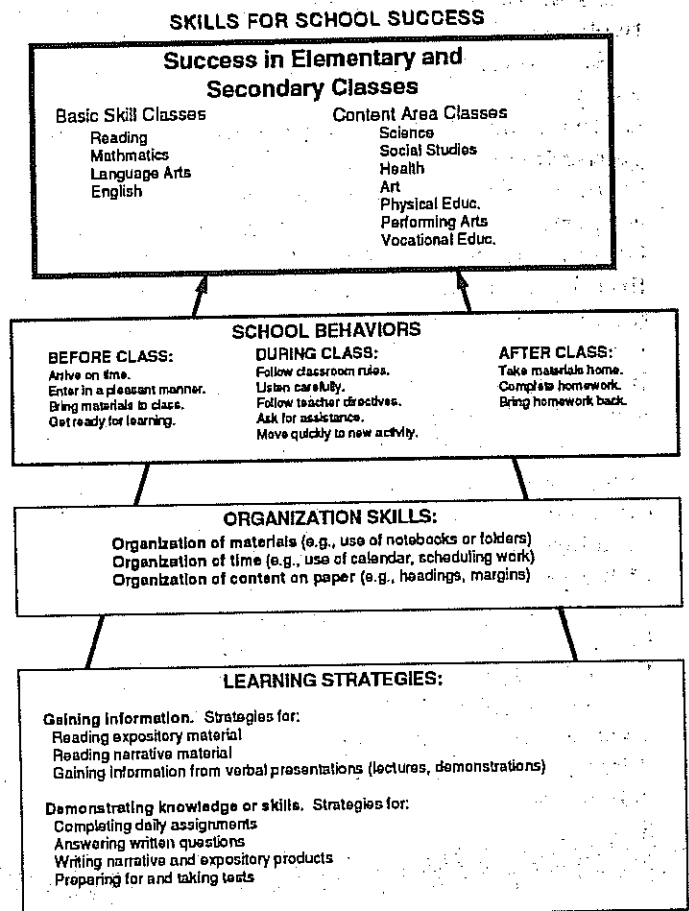 SKILLS FOR SCHOOL SUCCESS
Success in Elementary and
Secondary Classes
Basic Skill Classes
Reading
Mathmatics
Language Arts
English
Content Area Classes
Science
Social Studies
Health
Art
Physical Educ.
Performing Arts
Vocational Educ.
SCHOOL BEHAVIORS
BEFORE CLASS:
Arrive on time.
Enter in a pleasant manner.
Bring materials to class.
Get ready for learning.
DURING CLASS:
Follow classroom rules.
Listen carefully.
Follow teacher directives.
Ask for assistance.
Move quickly to new activity.
AFTER CLASS:
Take materials home.
Complete homework.
Bring homework back.
ORGANIZATION SKILLS:
Organization of materials (e.g., use of notebooks or folders)
Organization of time (e.g., use of calendar, scheduling work)
Organization of content on paper (e.g., headings, margins)
LEARNING STRATEGIES:
Gaining information. Strategies for:
Reading expository material
Reading narrative material
Gaining information from verbal presentations (lectures, demonstrations)
Demonstrating knowledge or skills. Strategies for:
Completing daily assignments
Answering written questions
Writing narrative and expository products
Preparing for and taking tests